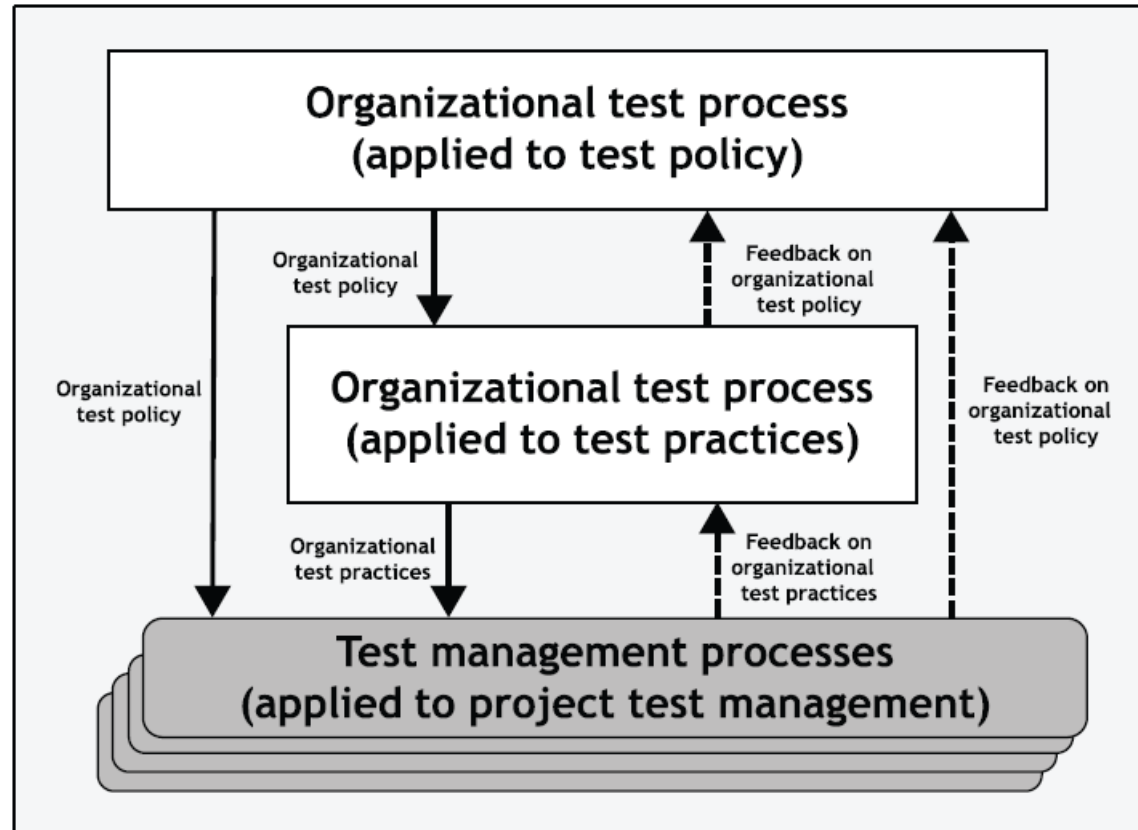 Organizational test process
(applied to test policy)
Organizational
test policy
Feedback on
organizational
test policy
Organizational
test policy
Organizational test process
(applied to test practices)
Feedback on
organizational
test policy
Organizational
test practices
Feedback on
organizational
test practices
Test management processes
(applied to project test management)